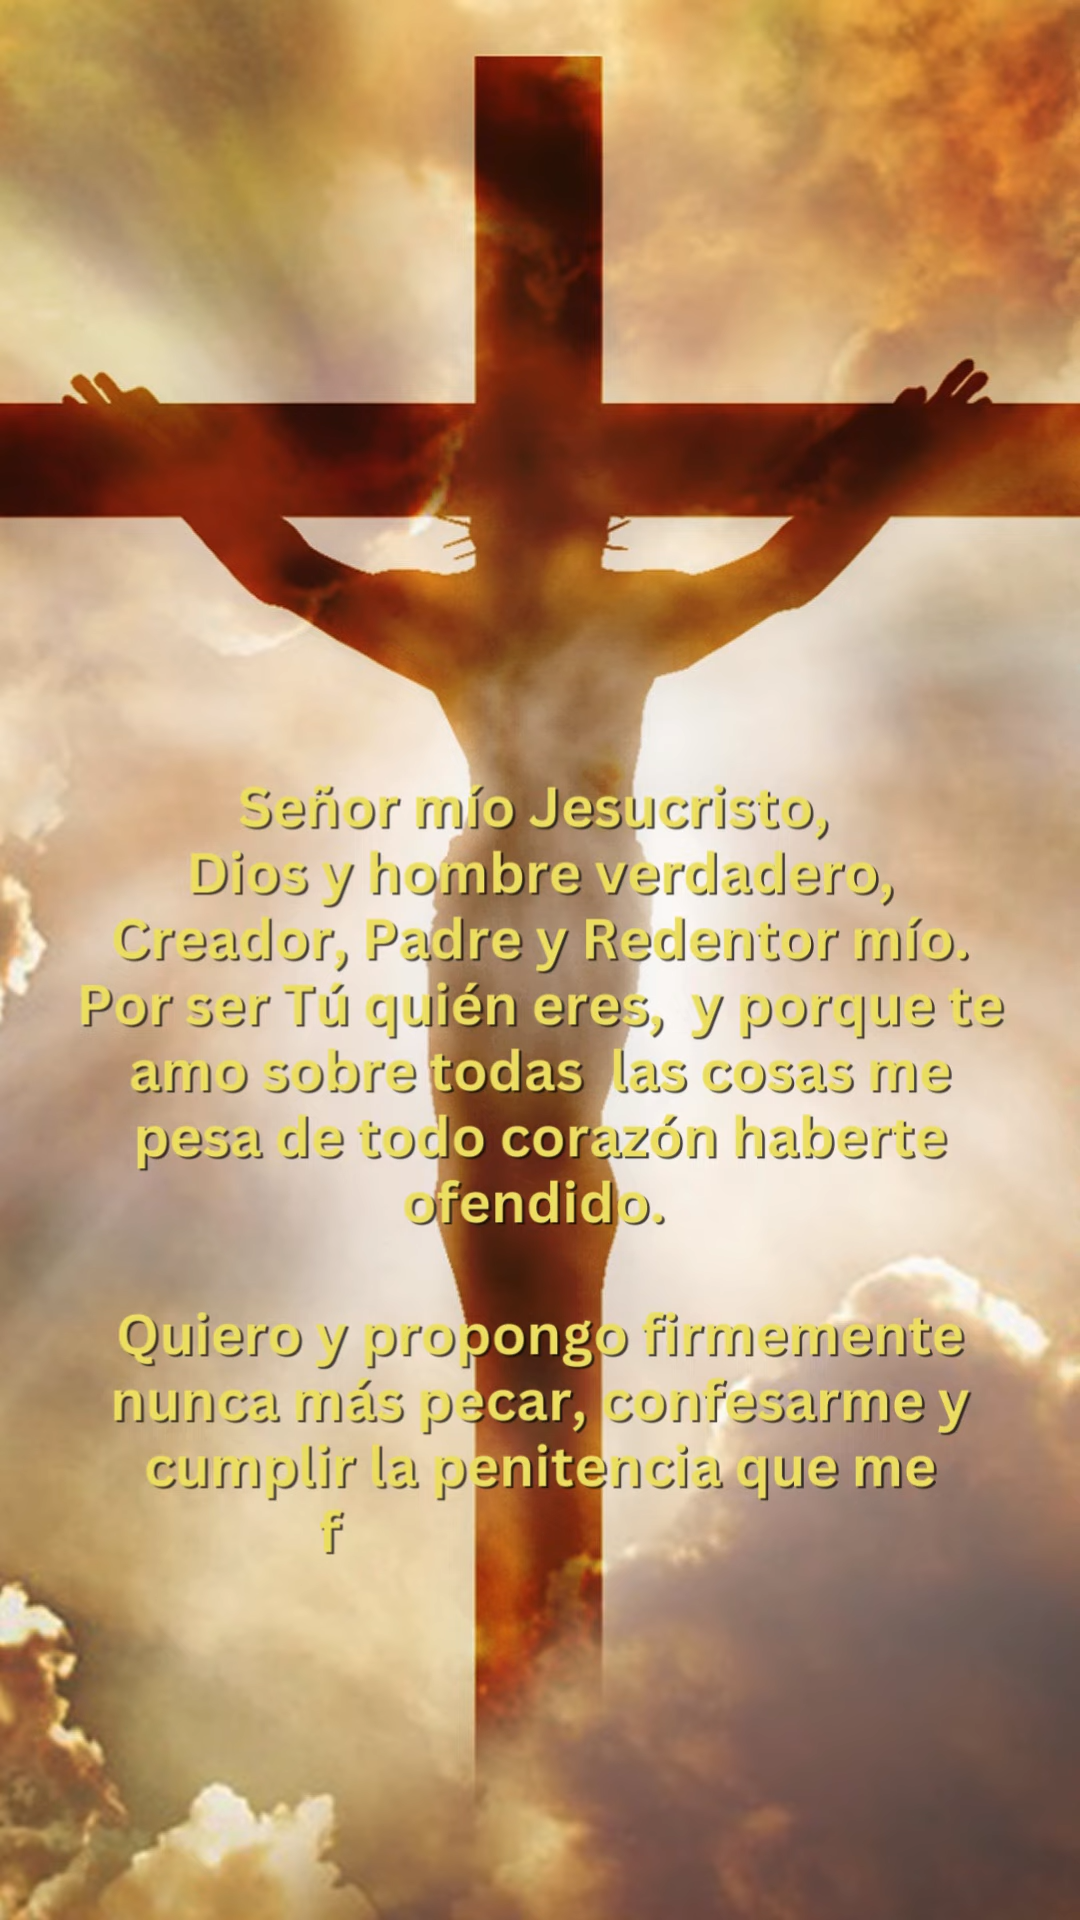 Señor mío Jesucristo,
Dios y hombre verdadero,
Creador, Padre y Redentor mío.
Por ser Tú quién eres,  y porque te
amo sobre todas  las cosas me
pesa de todo corazón haberte
ofendido.
Quiero y propongo firmemente
nunca más pecar, confesarme y
cumplir la penitencia que me
f